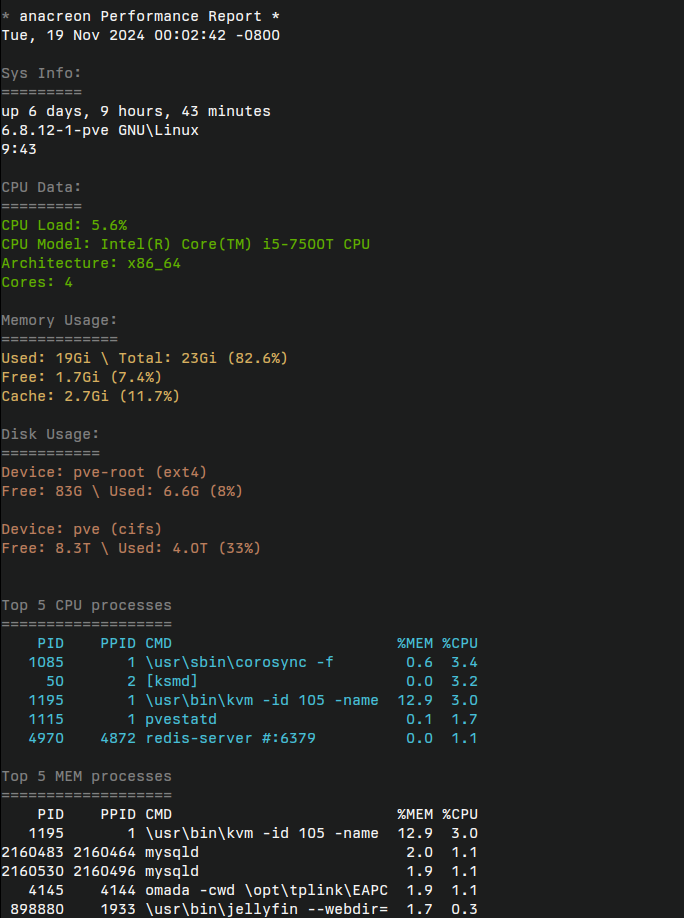 * anacreon Performance Report *
Tue, 19 Nov 2024 00:02:42 -0800
Sys Info:
=========
up 6 days, 9 hours, 43 minutes
6.8.12-1-pve GNU\Linux
9:43
CPU Data:
=========
CPU Load: 5.6%
CPU Model: Intel(R) Core(TM) i5-7500T CPU
Architecture: x86_64
Cores: 4
Memory Usage:
=============
Used: 19Gi \ Total: 23Gi (82.6%)
Free: 1.7Gi (7.4%)
Cache: 2.7Gi (11.7%)
Disk Usage:
===========
Device: pve-root (ext4)
Free: 83G \ Used: 6.6G (8%)
Device: pve (cifs)
Free: 8.3T \ Used: 4.0T (33%)
Top 5 CPU processes
===================
PID PPID CMD %MEM %CPU
1085 1 \usr\sbin\corosync -f 0.6 3.4
50 2 [ksmd] 0.0 3.2
1195 1 \usr\bin\kvm -id 105 -name 12.9 3.0
1115 1 pvestatd 0.1 1.7
4970 4872 redis-server #:6379 0.0 1.1
Top 5 MEM processes
===================
PID PPID CMD %MEM %CPU
1195 1 \usr\bin\kvm -id 105 -name 12.9 3.0
2160483 2160464 mysqld 2.0 1.1
2160530 2160496 mysqld 1.9 1.1
4145 4144 omada -cwd \opt\tplink\EAPC 1.9 1.1
898880 1933 \usr\bin\jellyfin --webdir= 1.7 0.3